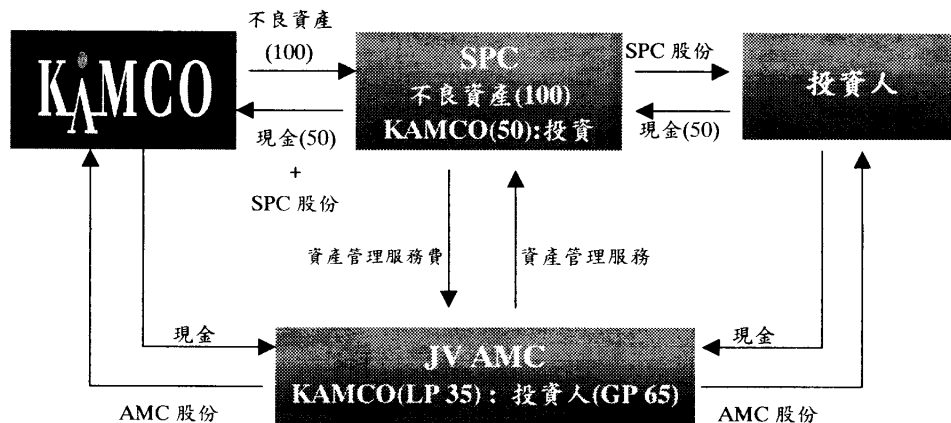 不良資產
(100)
KAMCO
現金(50)
+
SPC 股份
SPC
不良資產(100)
KAMCO(50):投資
SPC 股份
現金(50)
投資人
資產管理服務費
資產管理服務
現金
現金
JV AMC
KAMCO(LP 35) : 投資人(GP 65)
AMC 股份
AMC 股份